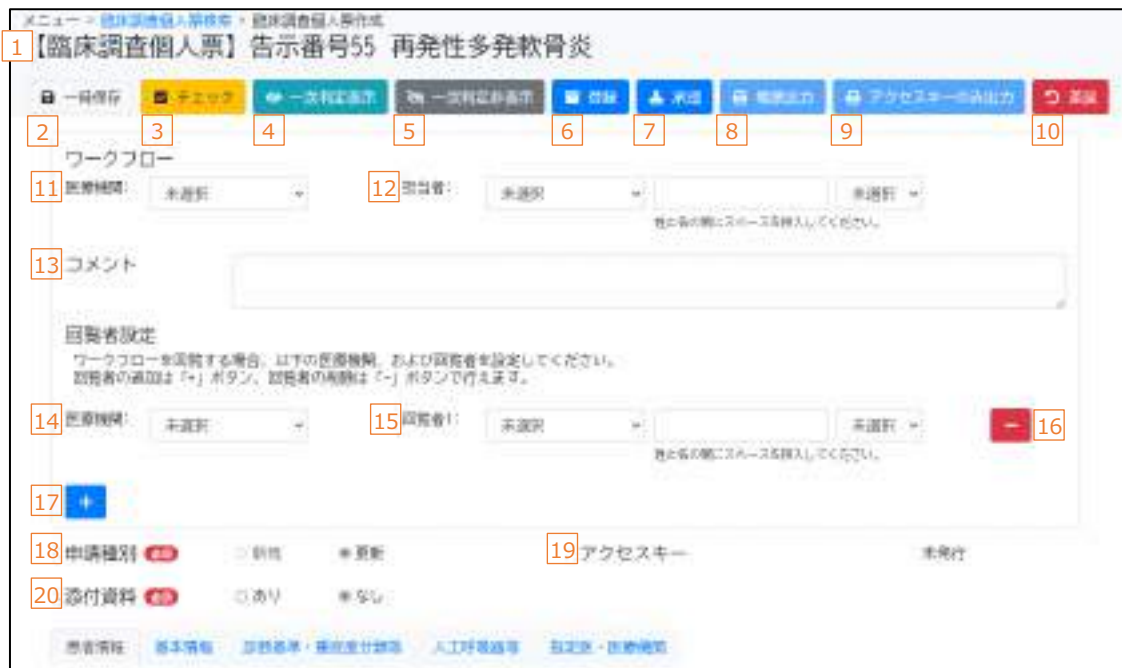 メニュー > 臨床調査個人票検索 > 臨床調査個人票作成
1 【臨床調査個人票】 告示番号55 再発性多発軟骨炎
一時保存 チェック 一次判定表示 一次判定非表示 登録 承認 帳票出力 アクセスキーのみ出力 差戻
2 3 4 5 6 7 8 9 10
ワークフロー
11 医療機関: 未選択 12 担当者: 未選択 未選択
姓と名の間にスペースを挿入してください。
13 コメント
回覧者設定
ワークフローを回覧する場合、以下の医療機関、および回覧者を設定してください。
回覧者の追加は「+」ボタン、回覧者の削除は「-」ボタンで行えます。
14 医療機関: 未選択 15 回覧者1: 未選択 未選択 － 16
姓と名の間にスペースを挿入してください。
17 +
18 申請種別 必須 新規 更新 19 アクセスキー 未発行
20 添付資料 必須 あり なし
患者情報 基本情報 診断基準・重症度分類等 人工呼吸器等 指定医・医療機関